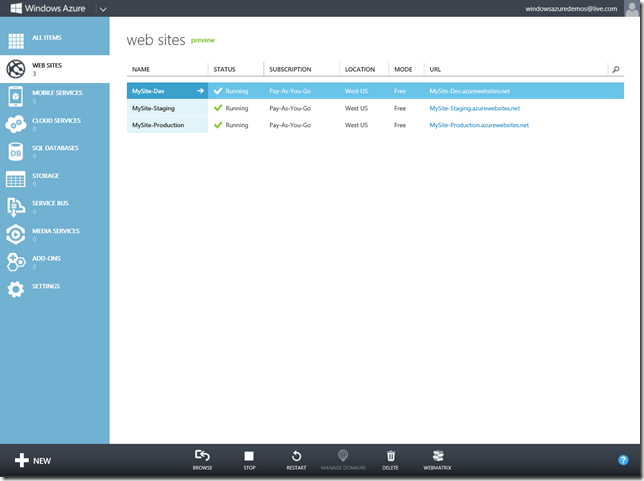 Windows Azure
windowsazuredemos@live.com
ALL ITEMS
WEB SITES
3
MOBILE SERVICES
0
CLOUD SERVICES
0
SQL DATABASES
0
STORAGE
0
SERVICE BUS
0
MEDIA SERVICES
0
ADD-ONS
0
SETTINGS
web sites preview
NAME STATUS SUBSCRIPTION LOCATION MODE URL
MySite-Dev Running Pay-As-You-Go West US Free MySite-Dev.azurewebsites.net
MySite-Staging Running Pay-As-You-Go West US Free MySite-Staging.azurewebsites.net
MySite-Production Running Pay-As-You-Go West US Free MySite-Production.azurewebsites.net
NEW
BROWSE STOP RESTART MANAGE DOMAINS DELETE WEBMATRIX
?
DB